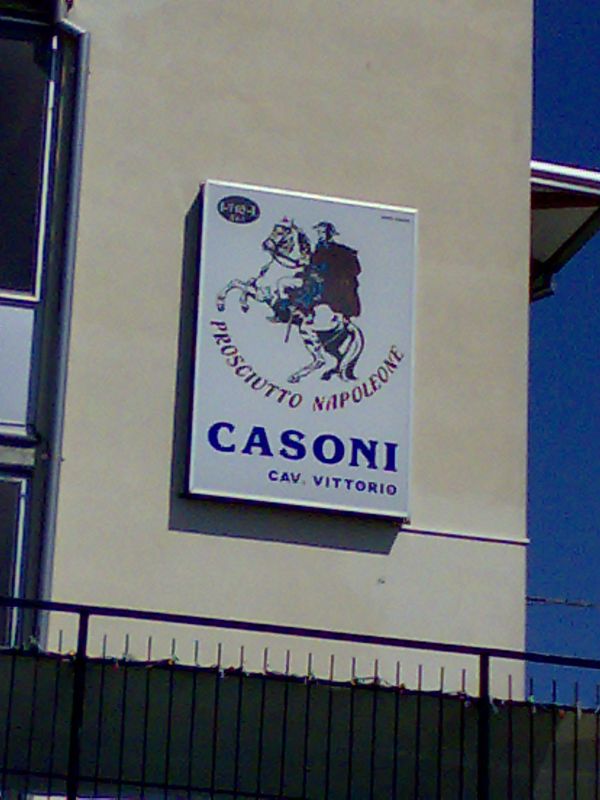 PROSCIUTTO NAPOLEONE
CASONI
CAV. VITTORIO